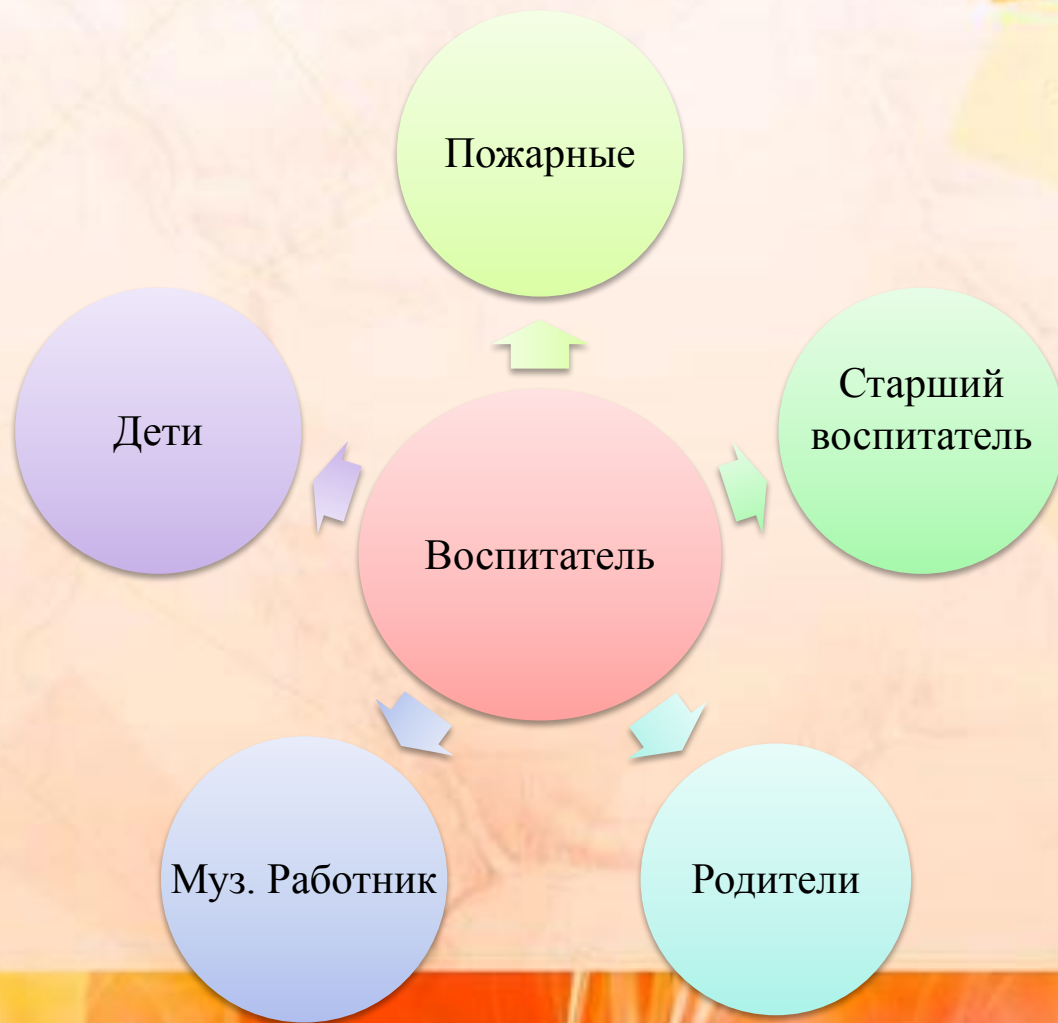 Пожарные
Дети
Старший
воспитатель
Воспитатель
Муз. Работник
Родители